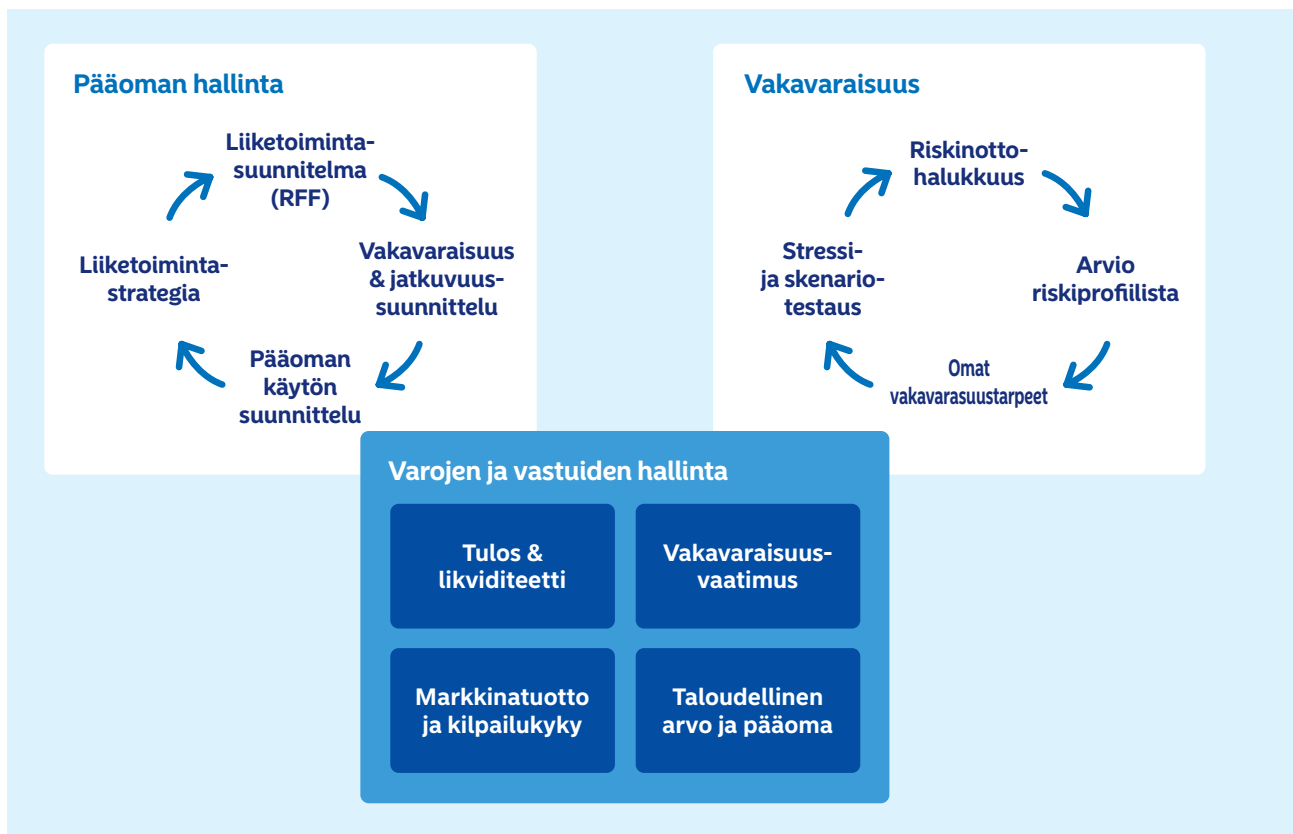 Pääoman hallinta
Liiketoiminta-
suunnitelma
(RFF)
Vakavaraisuus
& jatkuvuus-
suunnittelu
Pääoman
käytön
suunnittelu
Liiketoiminta-
strategia
Vakavaraisuus
Riskinotto-
halukkuus
Arvio
riskiprofiilista
Omat
vakavarasuustarpeet
Stressi-
ja skenario-
testaus
Varojen ja vastuiden hallinta
Tulos &
likviditeetti
Vakavaraisuus-
vaatimus
Markkinatuotto
ja kilpailukyky
Taloudellinen
arvo ja pääoma